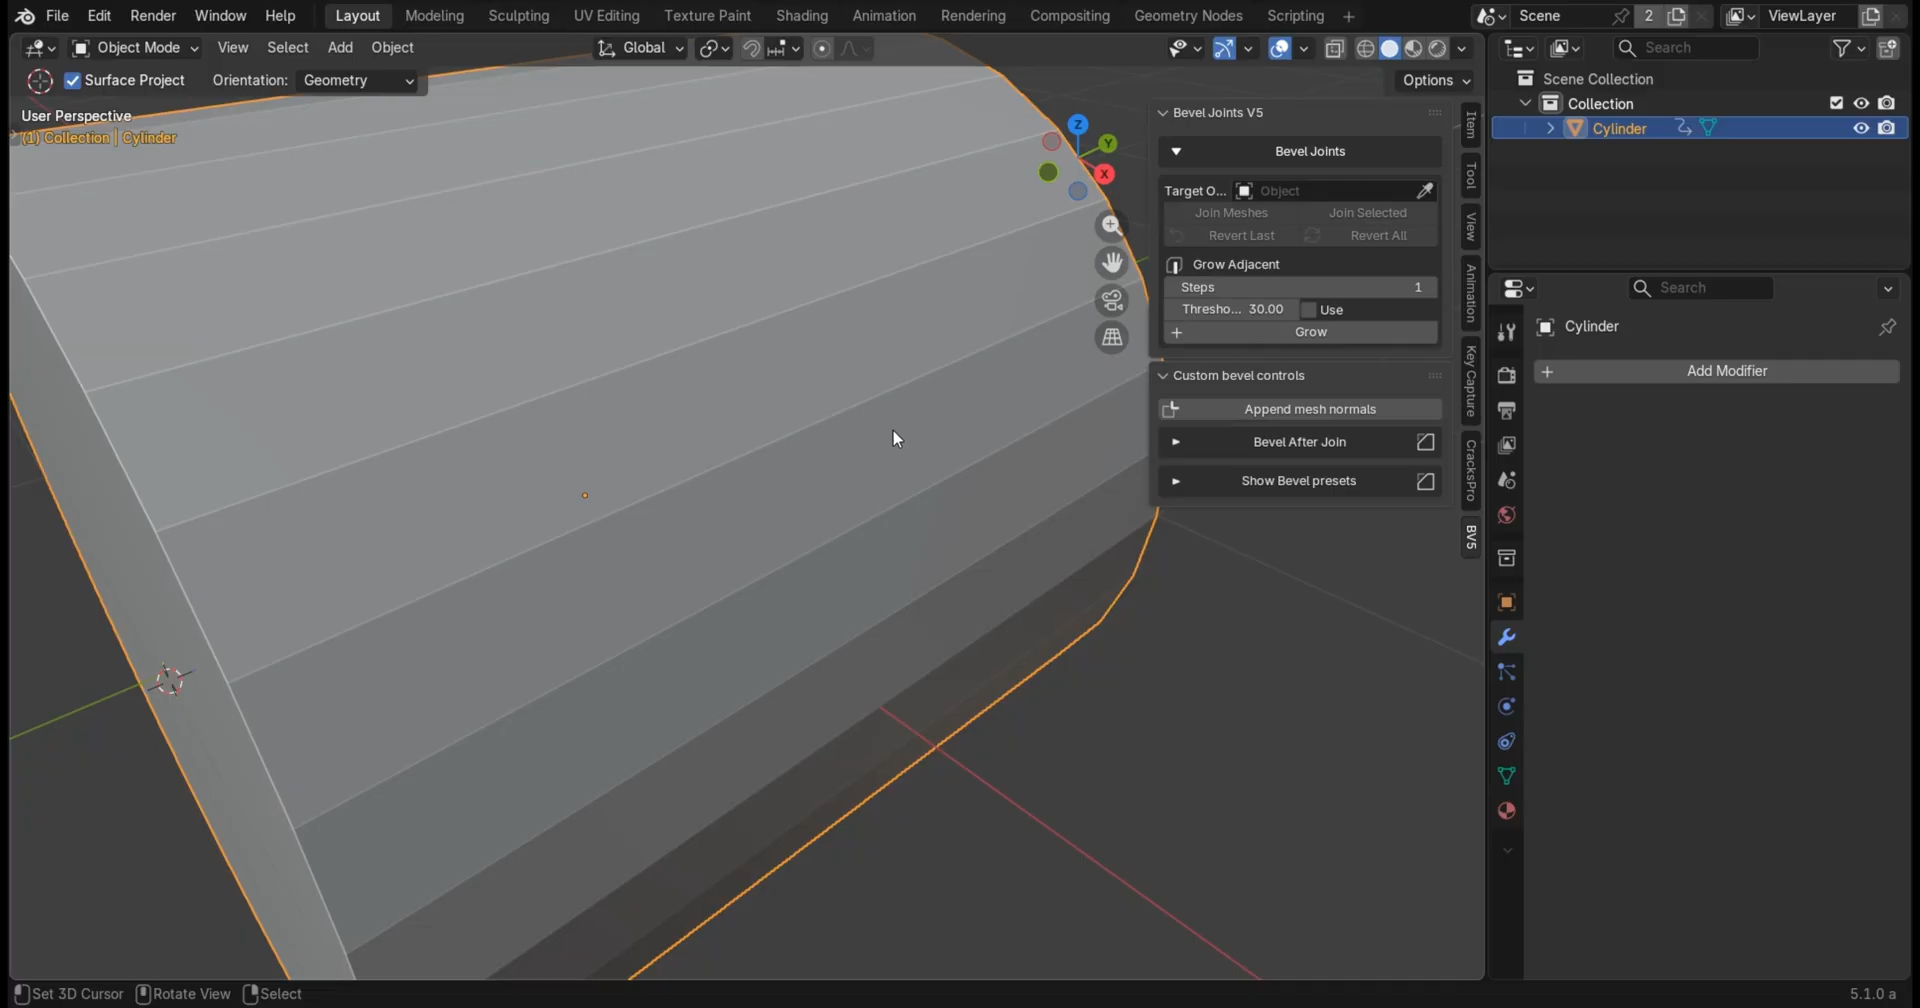 File Edit Render Window Help Layout Modeling Sculpting UV Editing Texture Paint Shading Animation Rendering Compositing Geometry Nodes Scripting Scene 2 ViewLayer
Object Mode View Select Add Object Global Search
Surface Project Orientation: Geometry Options
User Perspective
(1) Collection | Cylinder
Z
Y
X
Bevel Joints V5
Bevel Joints
Target O... Object
Join Meshes Join Selected
Revert Last Revert All
Grow Adjacent
Steps 1
Thresho... 30.00 Use
Grow
Custom bevel controls
Append mesh normals
Bevel After Join
Show Bevel presets
Item
Tool
View
Animation
Key Capture
CracksPro
BV5
Scene Collection
Collection
Cylinder
Search
Cylinder
Add Modifier
Set 3D Cursor Rotate View Select 5.1.0 a